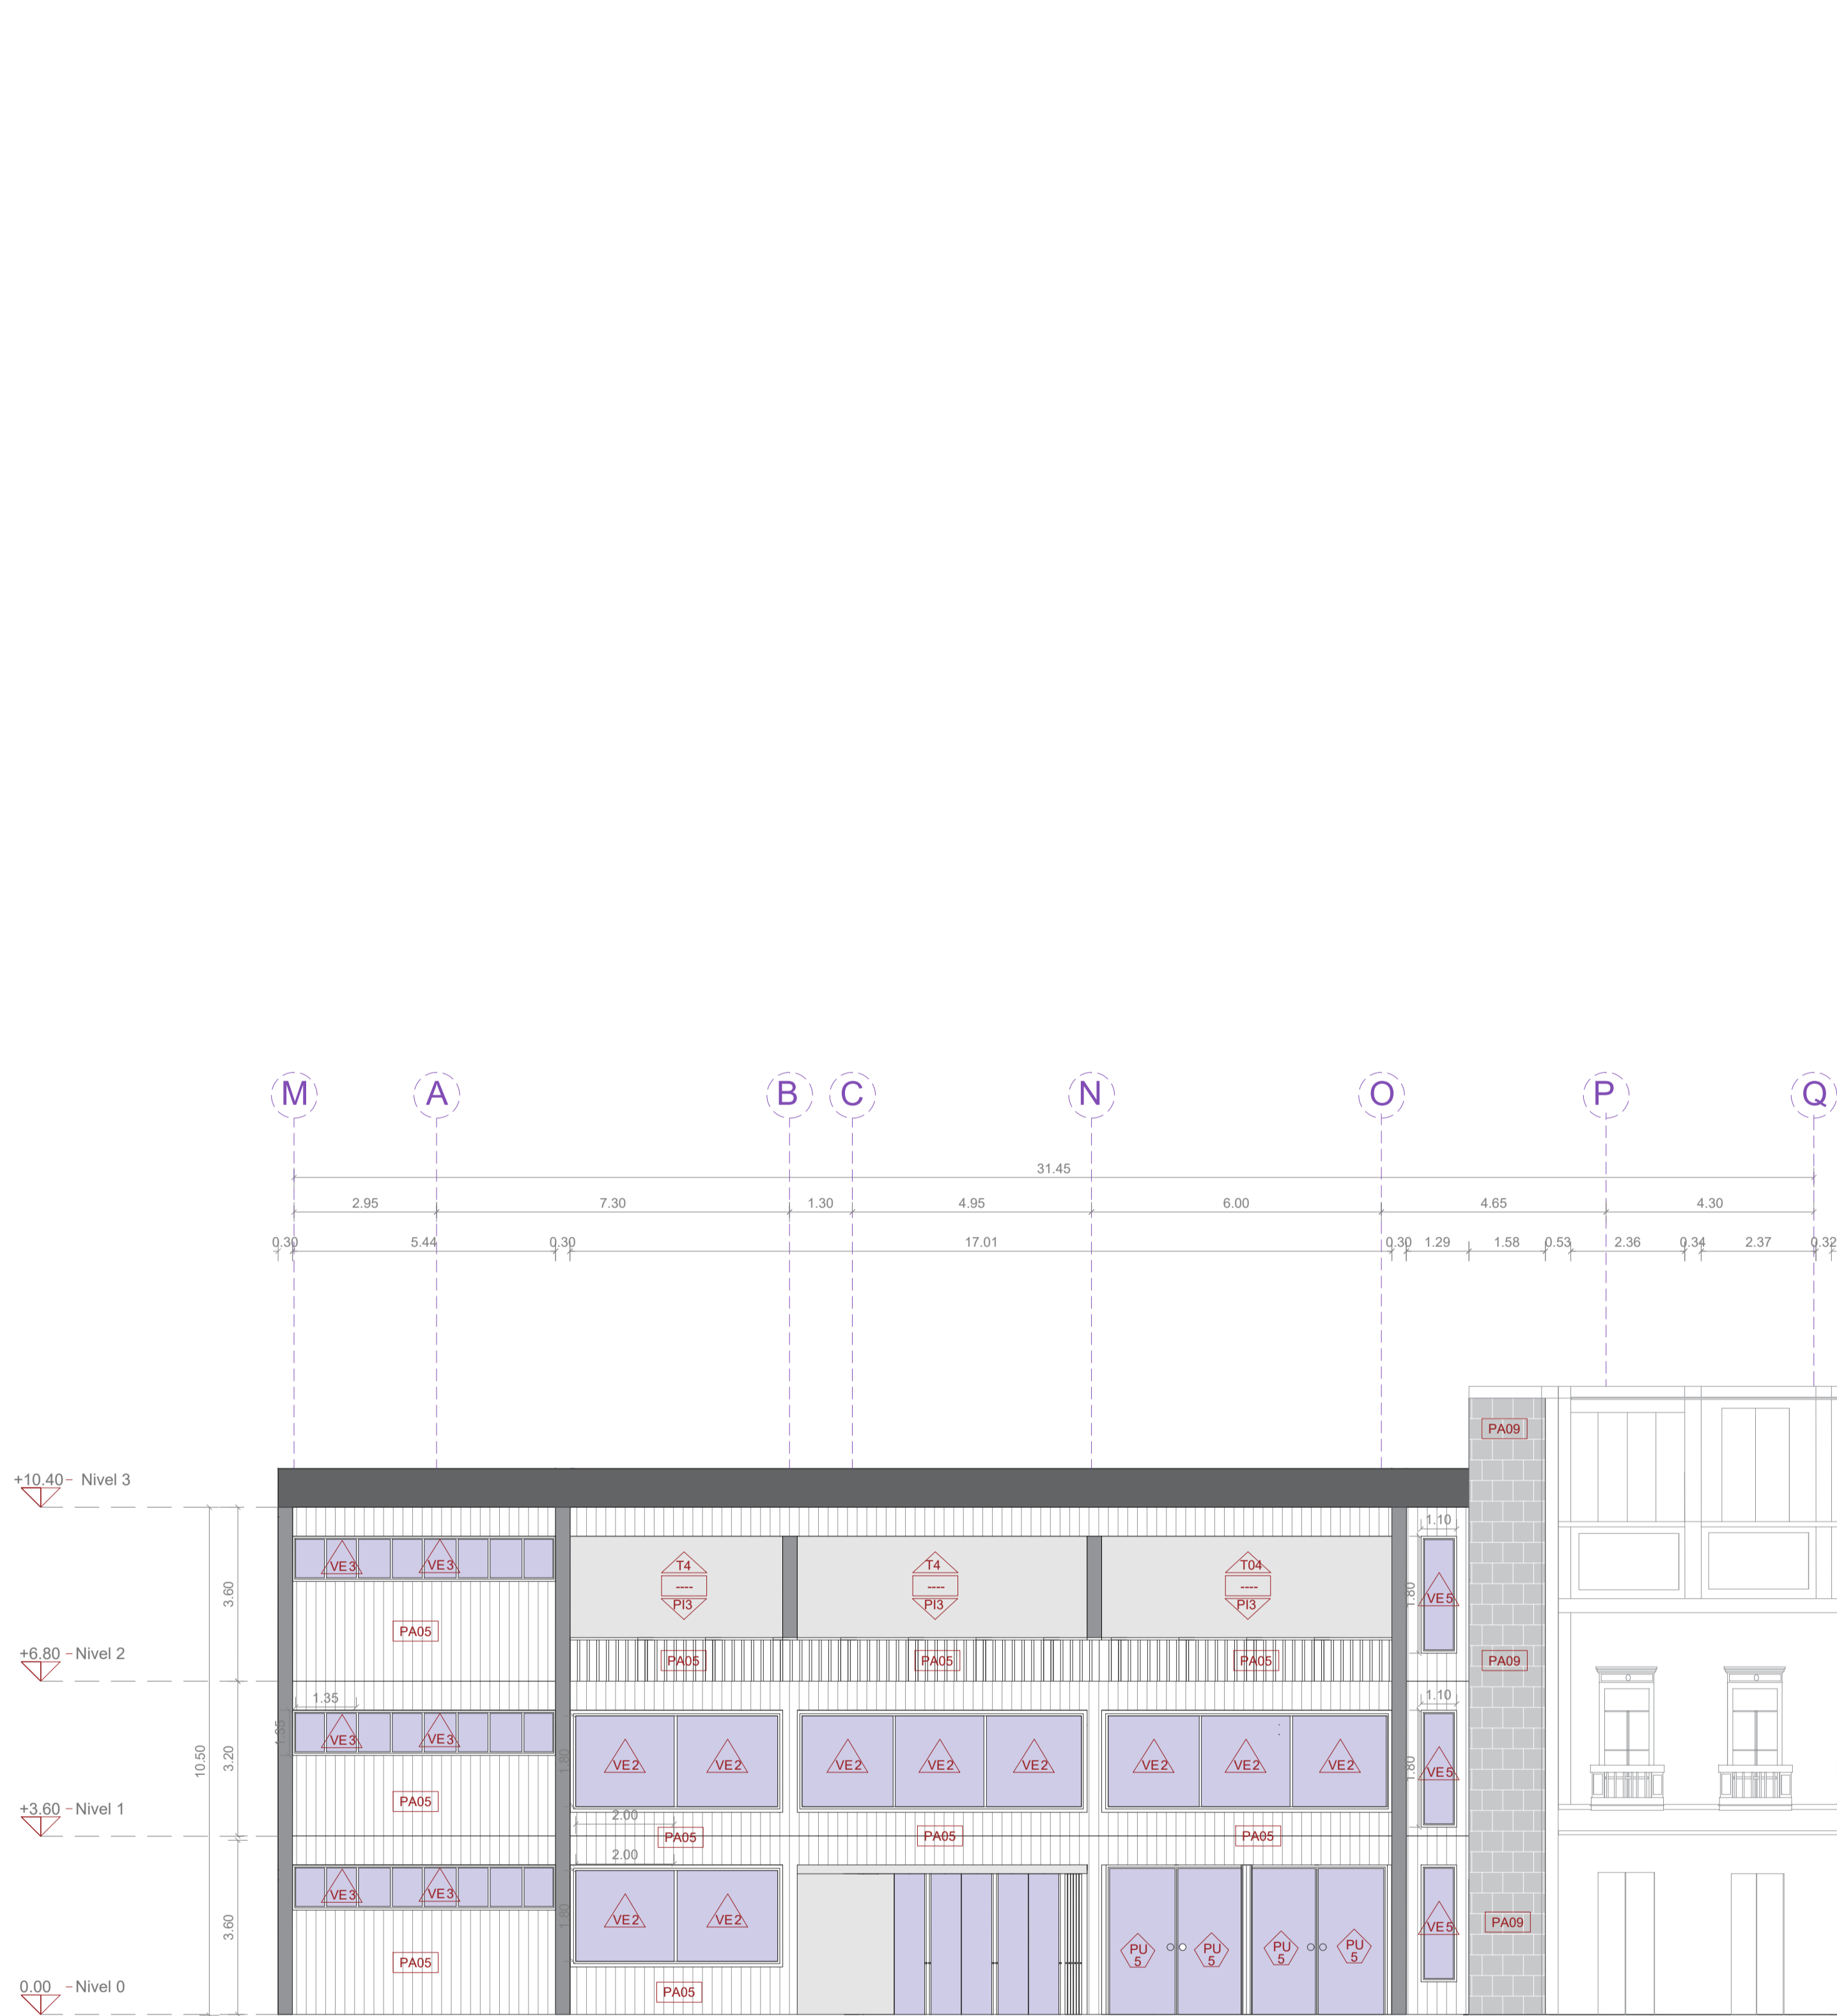 M A B C N O P Q
31.45
2.95 7.30 1.30 4.95 6.00 4.65 4.30
0.30 5.44 0.30 17.01 0.30 1.29 1.58 0.53 2.36 0.34 2.37 0.32
PA09
+10.40 - Nivel 3
1.10
VE3 VE3
T4 T4 T04
---- ---- ----
PI3 PI3 PI3
3.60
1.80
VE5
PA05
+6.80 - Nivel 2
PA05 PA05 PA05
PA09
1.35
1.10
VE3 VE3
10.50
3.20
1.80
VE2 VE2 VE2 VE2 VE2 VE2 VE2 VE2
1.80
VE5
PA05
+3.60 - Nivel 1
2.00
PA05 PA05 PA05
2.00
VE3 VE3
3.60
1.80
VE2 VE2
VE5
PA09
PU 5 PU 5 PU 5 PU 5
PA05
PA05
0.00 - Nivel 0